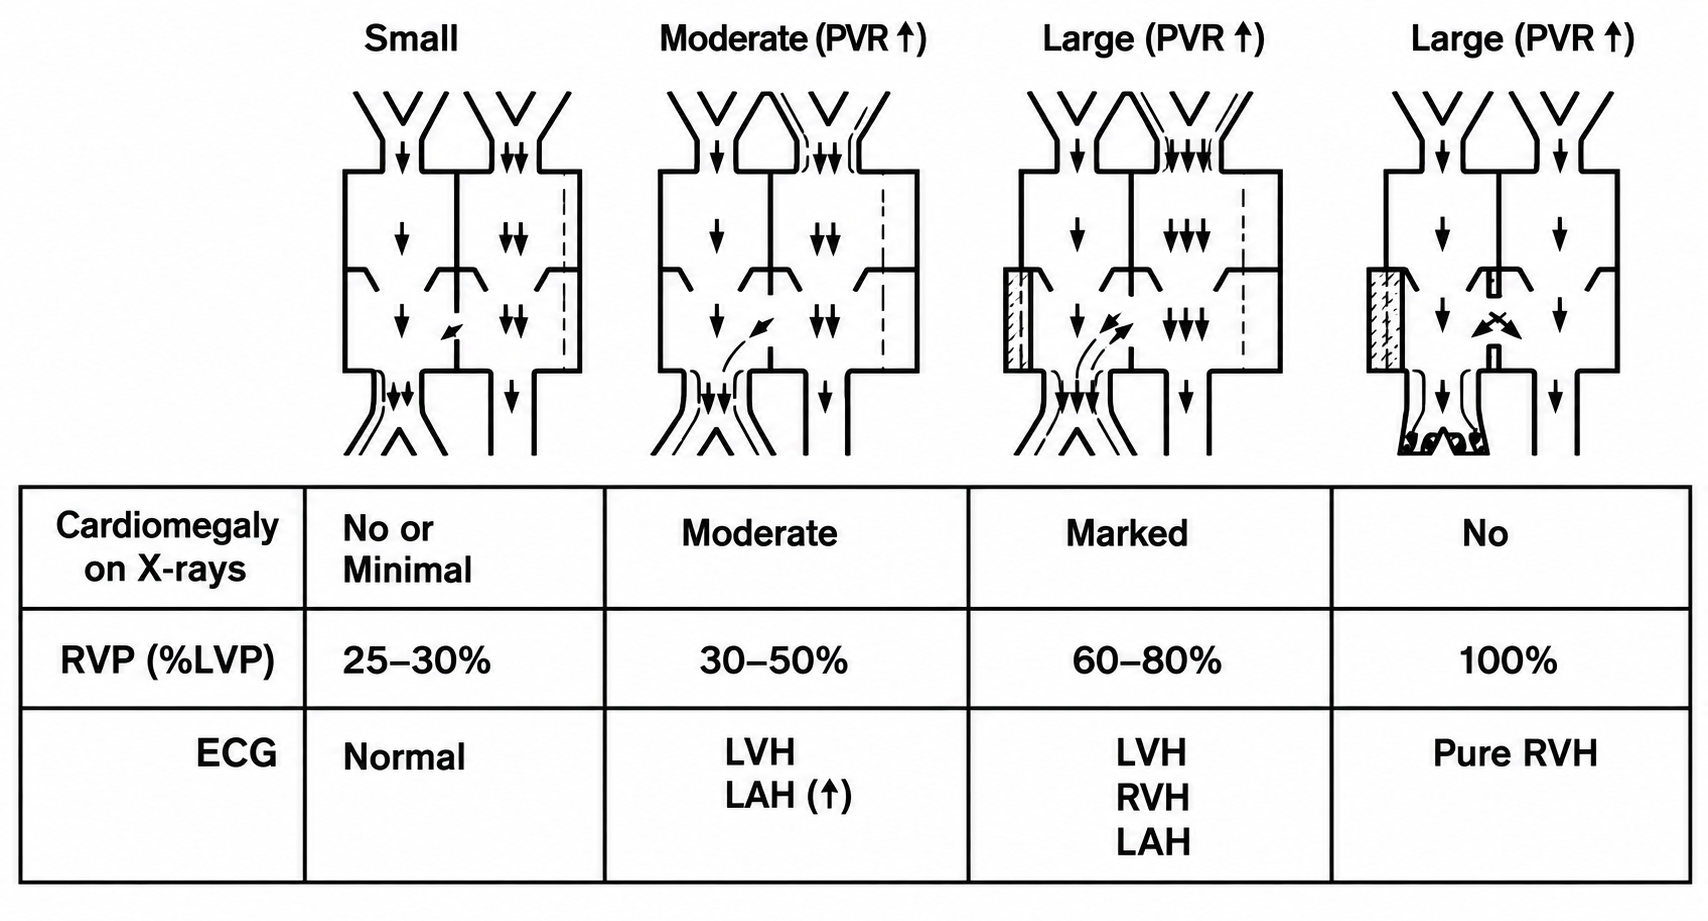 Small
Moderate (PVR ↑)
Large (PVR ↑)
Large (PVR ↑)
Cardiomegaly
on X-rays
No or
Minimal
Moderate
Marked
No
RVP (%LVP)
25–30%
30–50%
60–80%
100%
ECG
Normal
LVH
LAH (↑)
LVH
RVH
LAH
Pure RVH